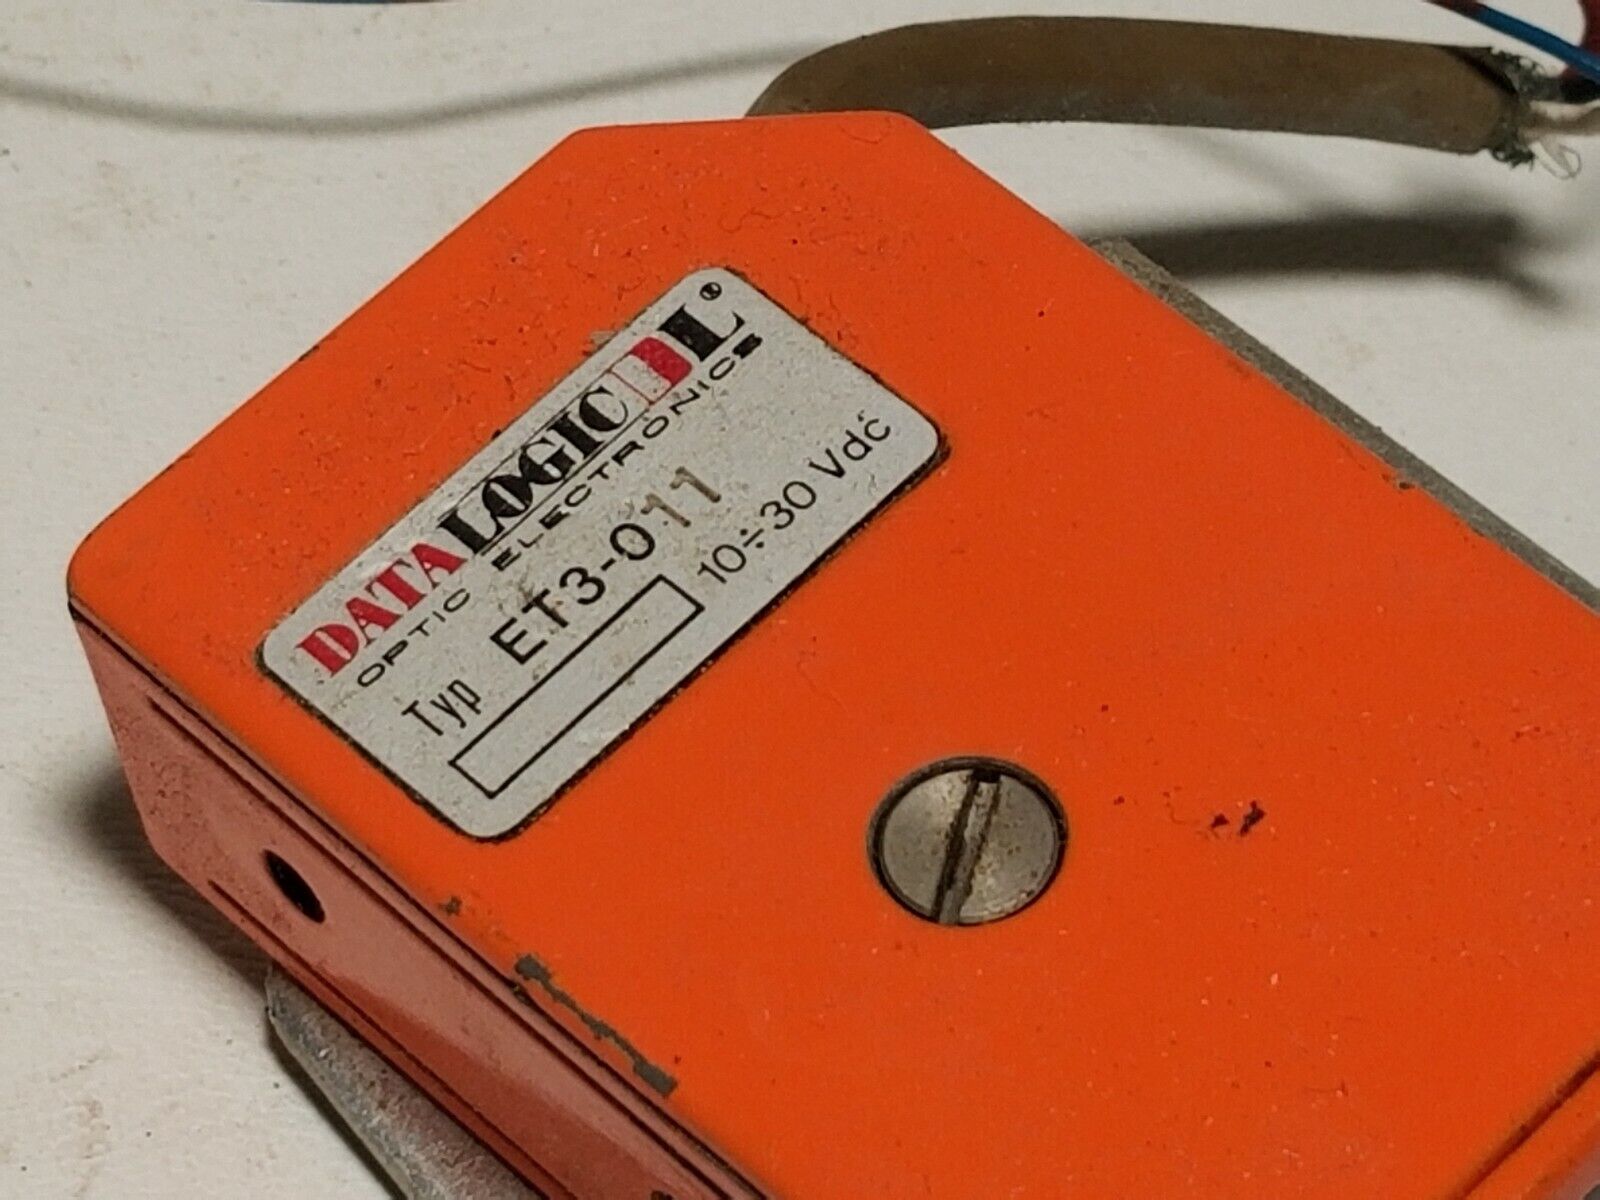 DATALOGIC DL®
OPTIC ELECTRONICS
Typ ET3-011
10÷30 Vdc